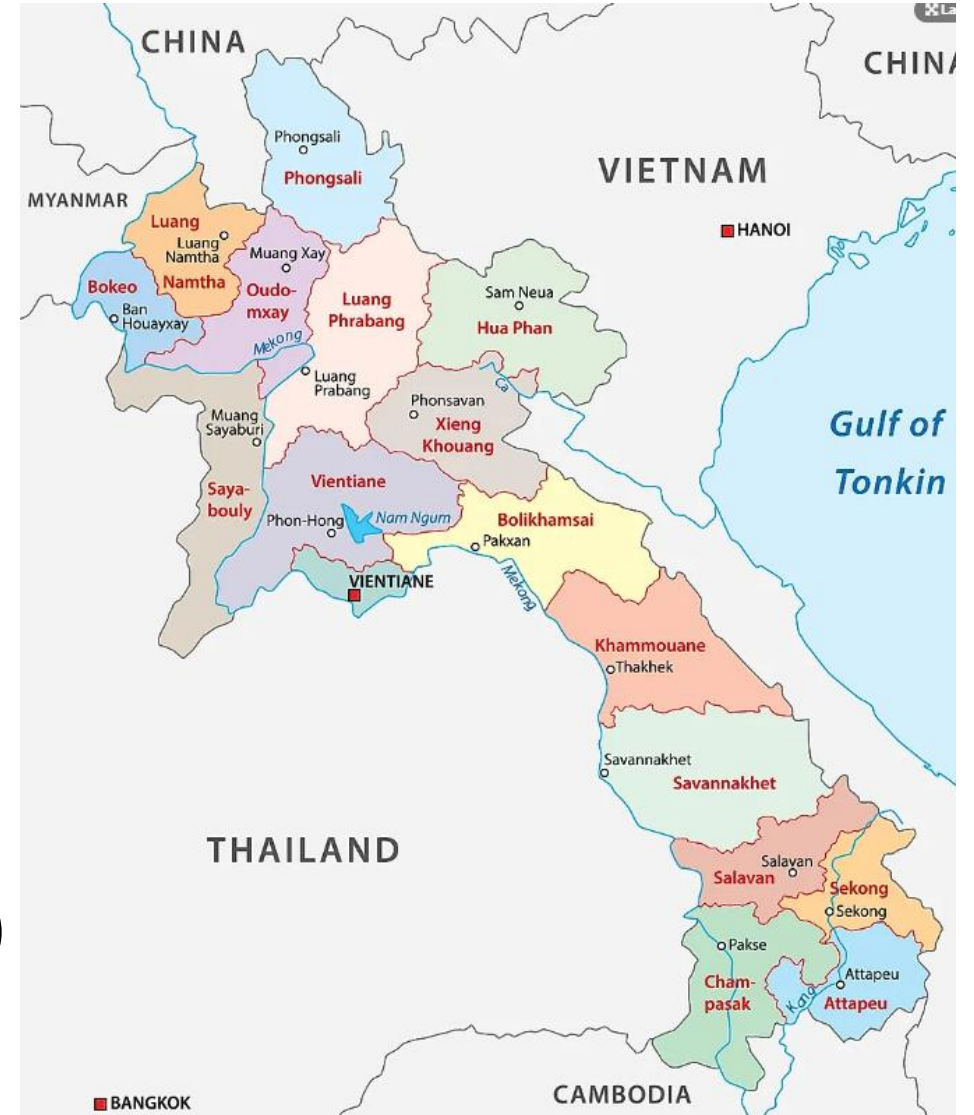 La
CHINA
CHINA
Phongsali
Phongsali
VIETNAM
MYANMAR
HANOI
Luang
Luang
Namtha
Namtha
Muang Xay
Oudo-
mxay
Bokeo
Ban
Houayxay
Luang
Phrabang
Sam Neua
Hua Phan
Mekong
Luang
Prabang
Ca
Phonsavan
Xieng
Khouang
Muang
Sayaburi
Gulf of
Tonkin
Saya-
bouly
Vientiane
Phon-Hong
Nam Ngum
Bolikhamsai
Pakxan
VIENTIANE
Mekong
Khammouane
Thakhek
Savannakhet
Savannakhet
THAILAND
Salavan
Salavan
Sekong
Sekong
)
Pakse
Cham-
pasak
Attapeu
Attapeu
Kong
CAMBODIA
BANGKOK